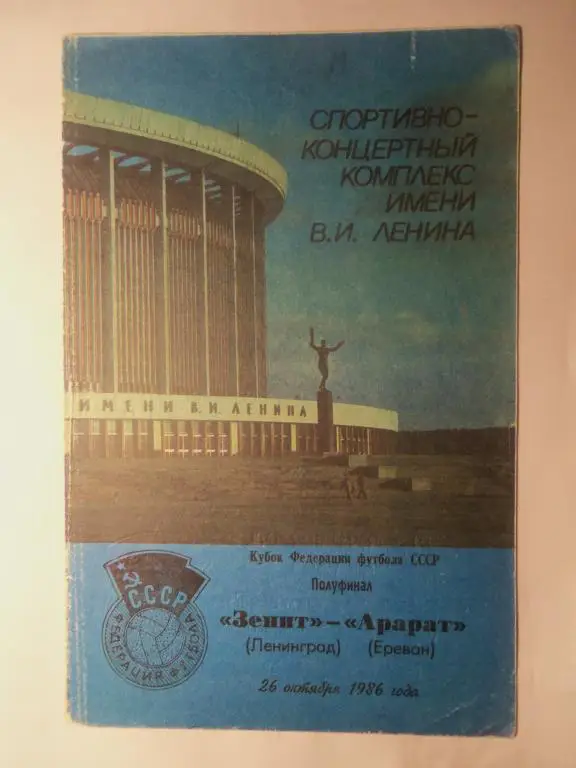 СПОРТИВНО-
КОНЦЕРТНЫЙ
КОМПЛЕКС
ИМЕНИ
В.И. ЛЕНИНА
ИМЕНИ В.И. ЛЕНИНА
Кубок Федерации футбола СССР
Полуфинал
«Зенит»–«Арарат»
(Ленинград) (Ереван)
26 октября 1986 года
СССР
ФЕДЕРАЦИЯ ФУТБОЛА